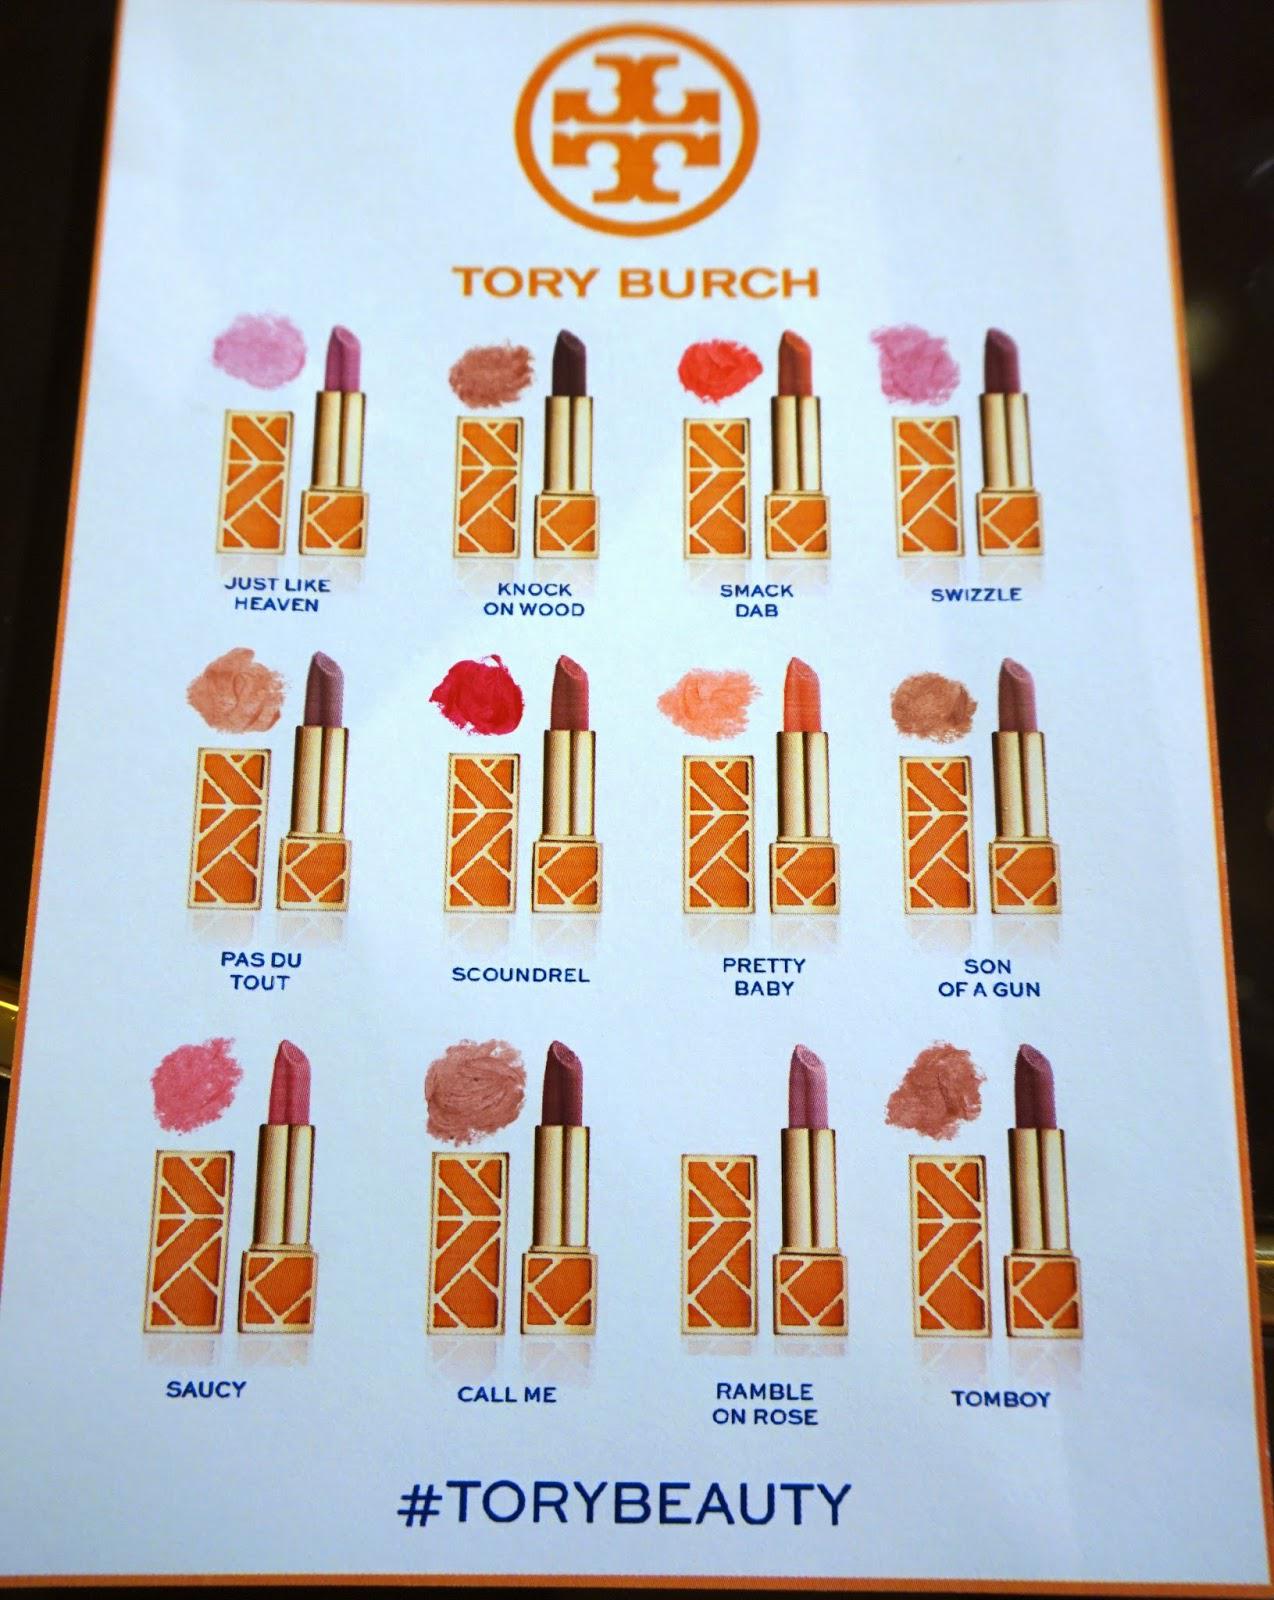 TORY BURCH
JUST LIKE
HEAVEN
KNOCK
ON WOOD
SMACK
DAB
SWIZZLE
PAS DU
TOUT
SCOUNDREL
PRETTY
BABY
SON
OF A GUN
SAUCY
CALL ME
RAMBLE
ON ROSE
TOMBOY
#TORYBEAUTY